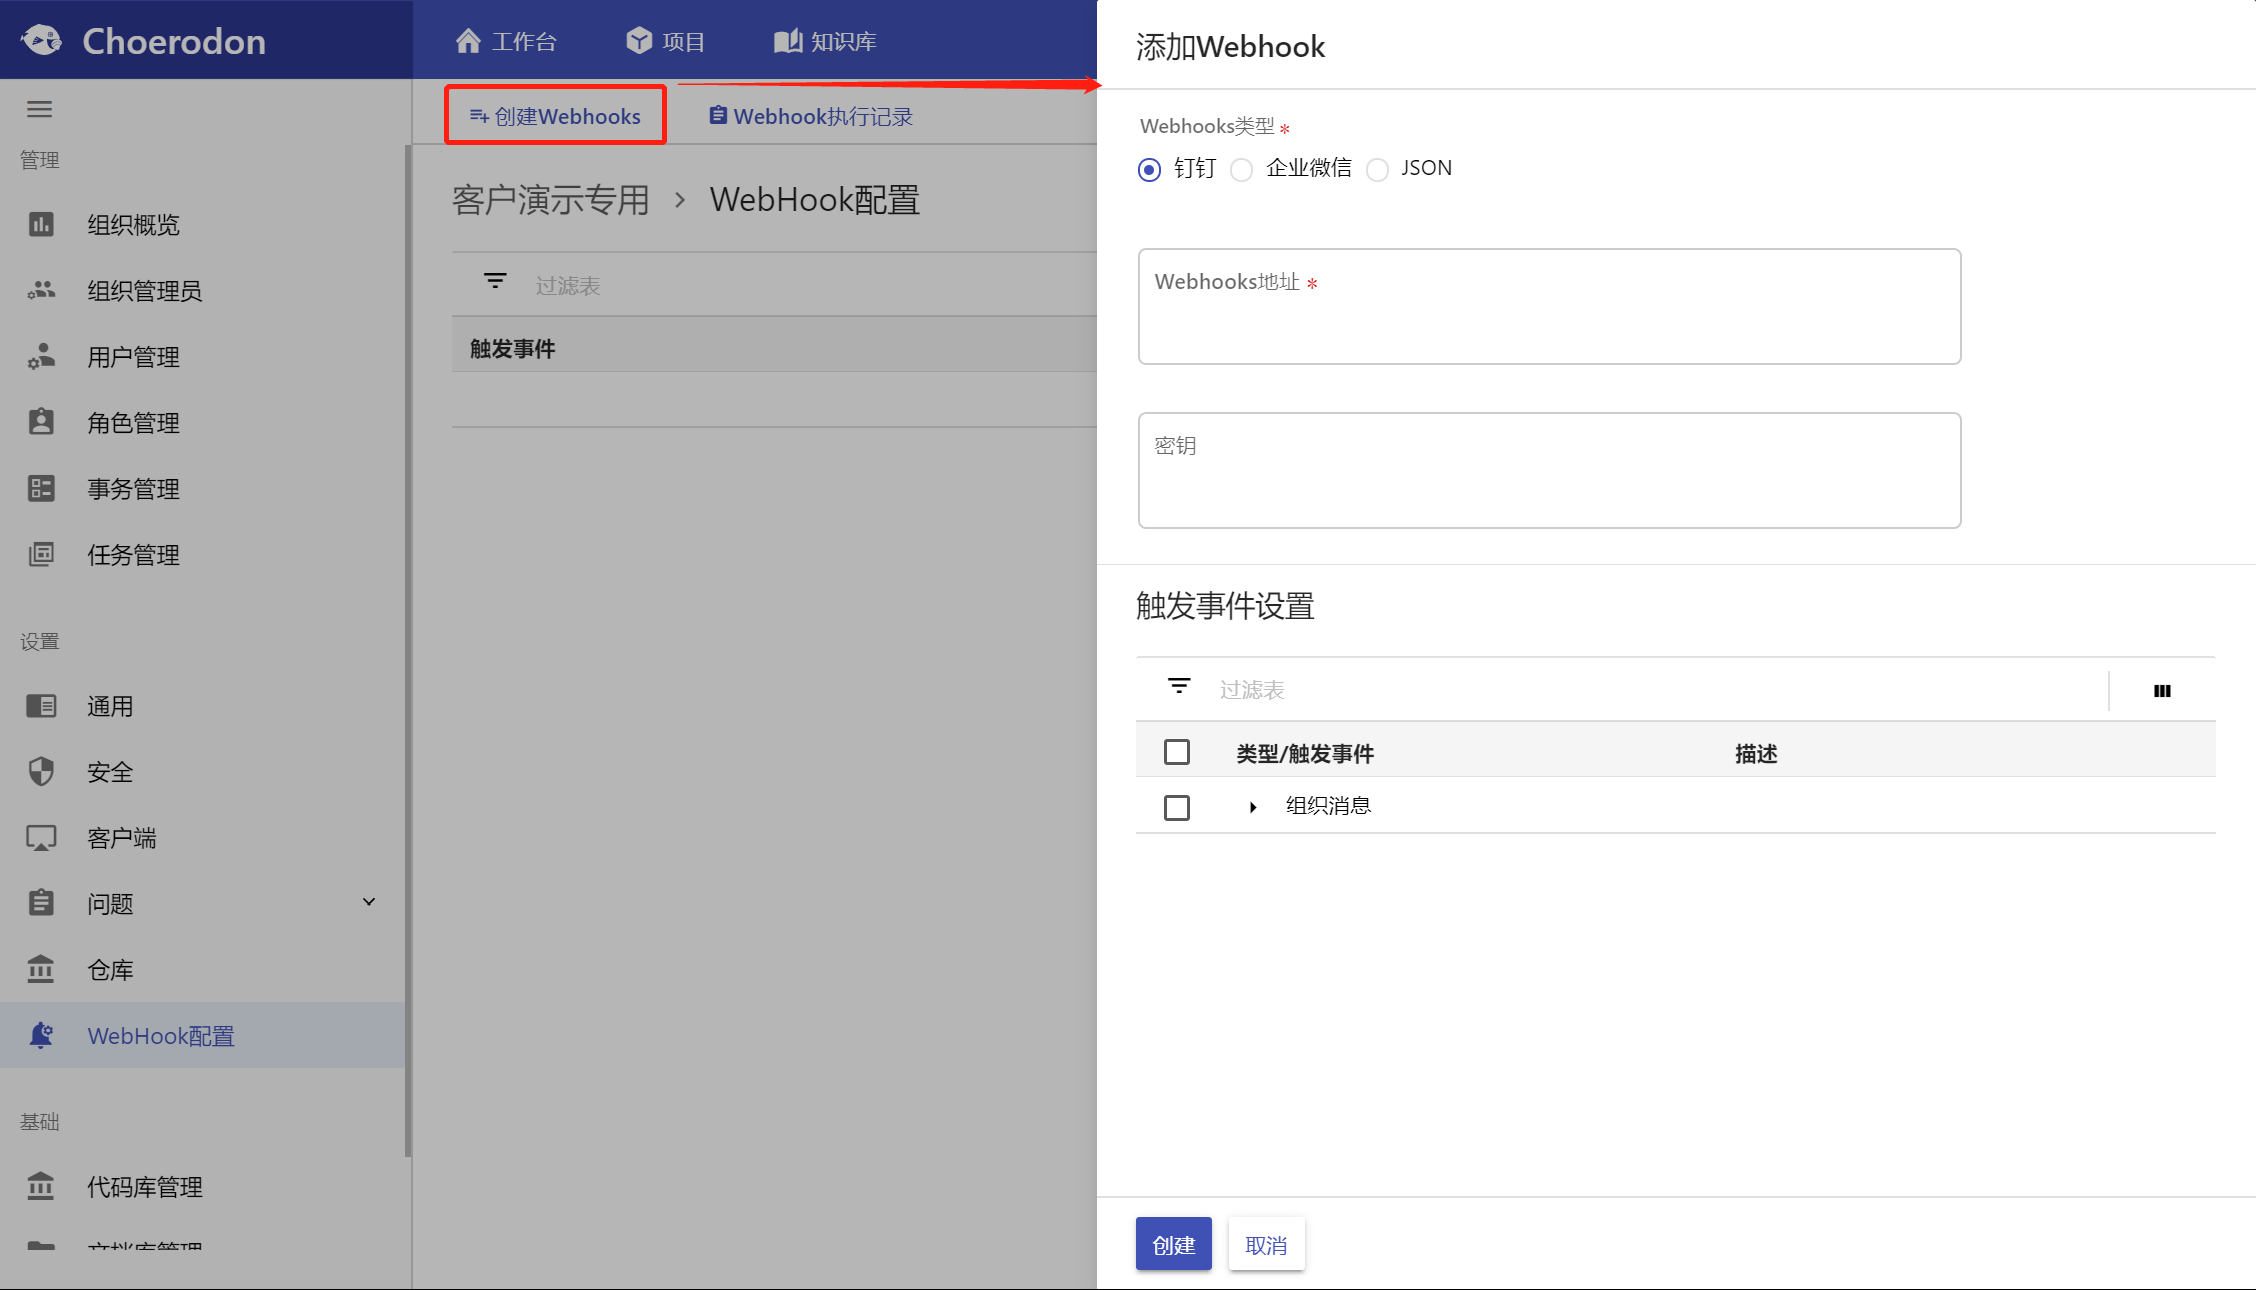 Choerodon
工作台
项目
知识库
管理
组织概览
组织管理员
用户管理
角色管理
事务管理
任务管理
设置
通用
安全
客户端
问题
仓库
WebHook配置
基础
代码库管理
文档库管理
创建Webhooks
Webhook执行记录
客户演示专用 › WebHook配置
过滤表
触发事件
添加Webhook
Webhooks类型 *
钉钉 企业微信 JSON
Webhooks地址 *
密钥
触发事件设置
过滤表
类型/触发事件 描述
组织消息
创建 取消